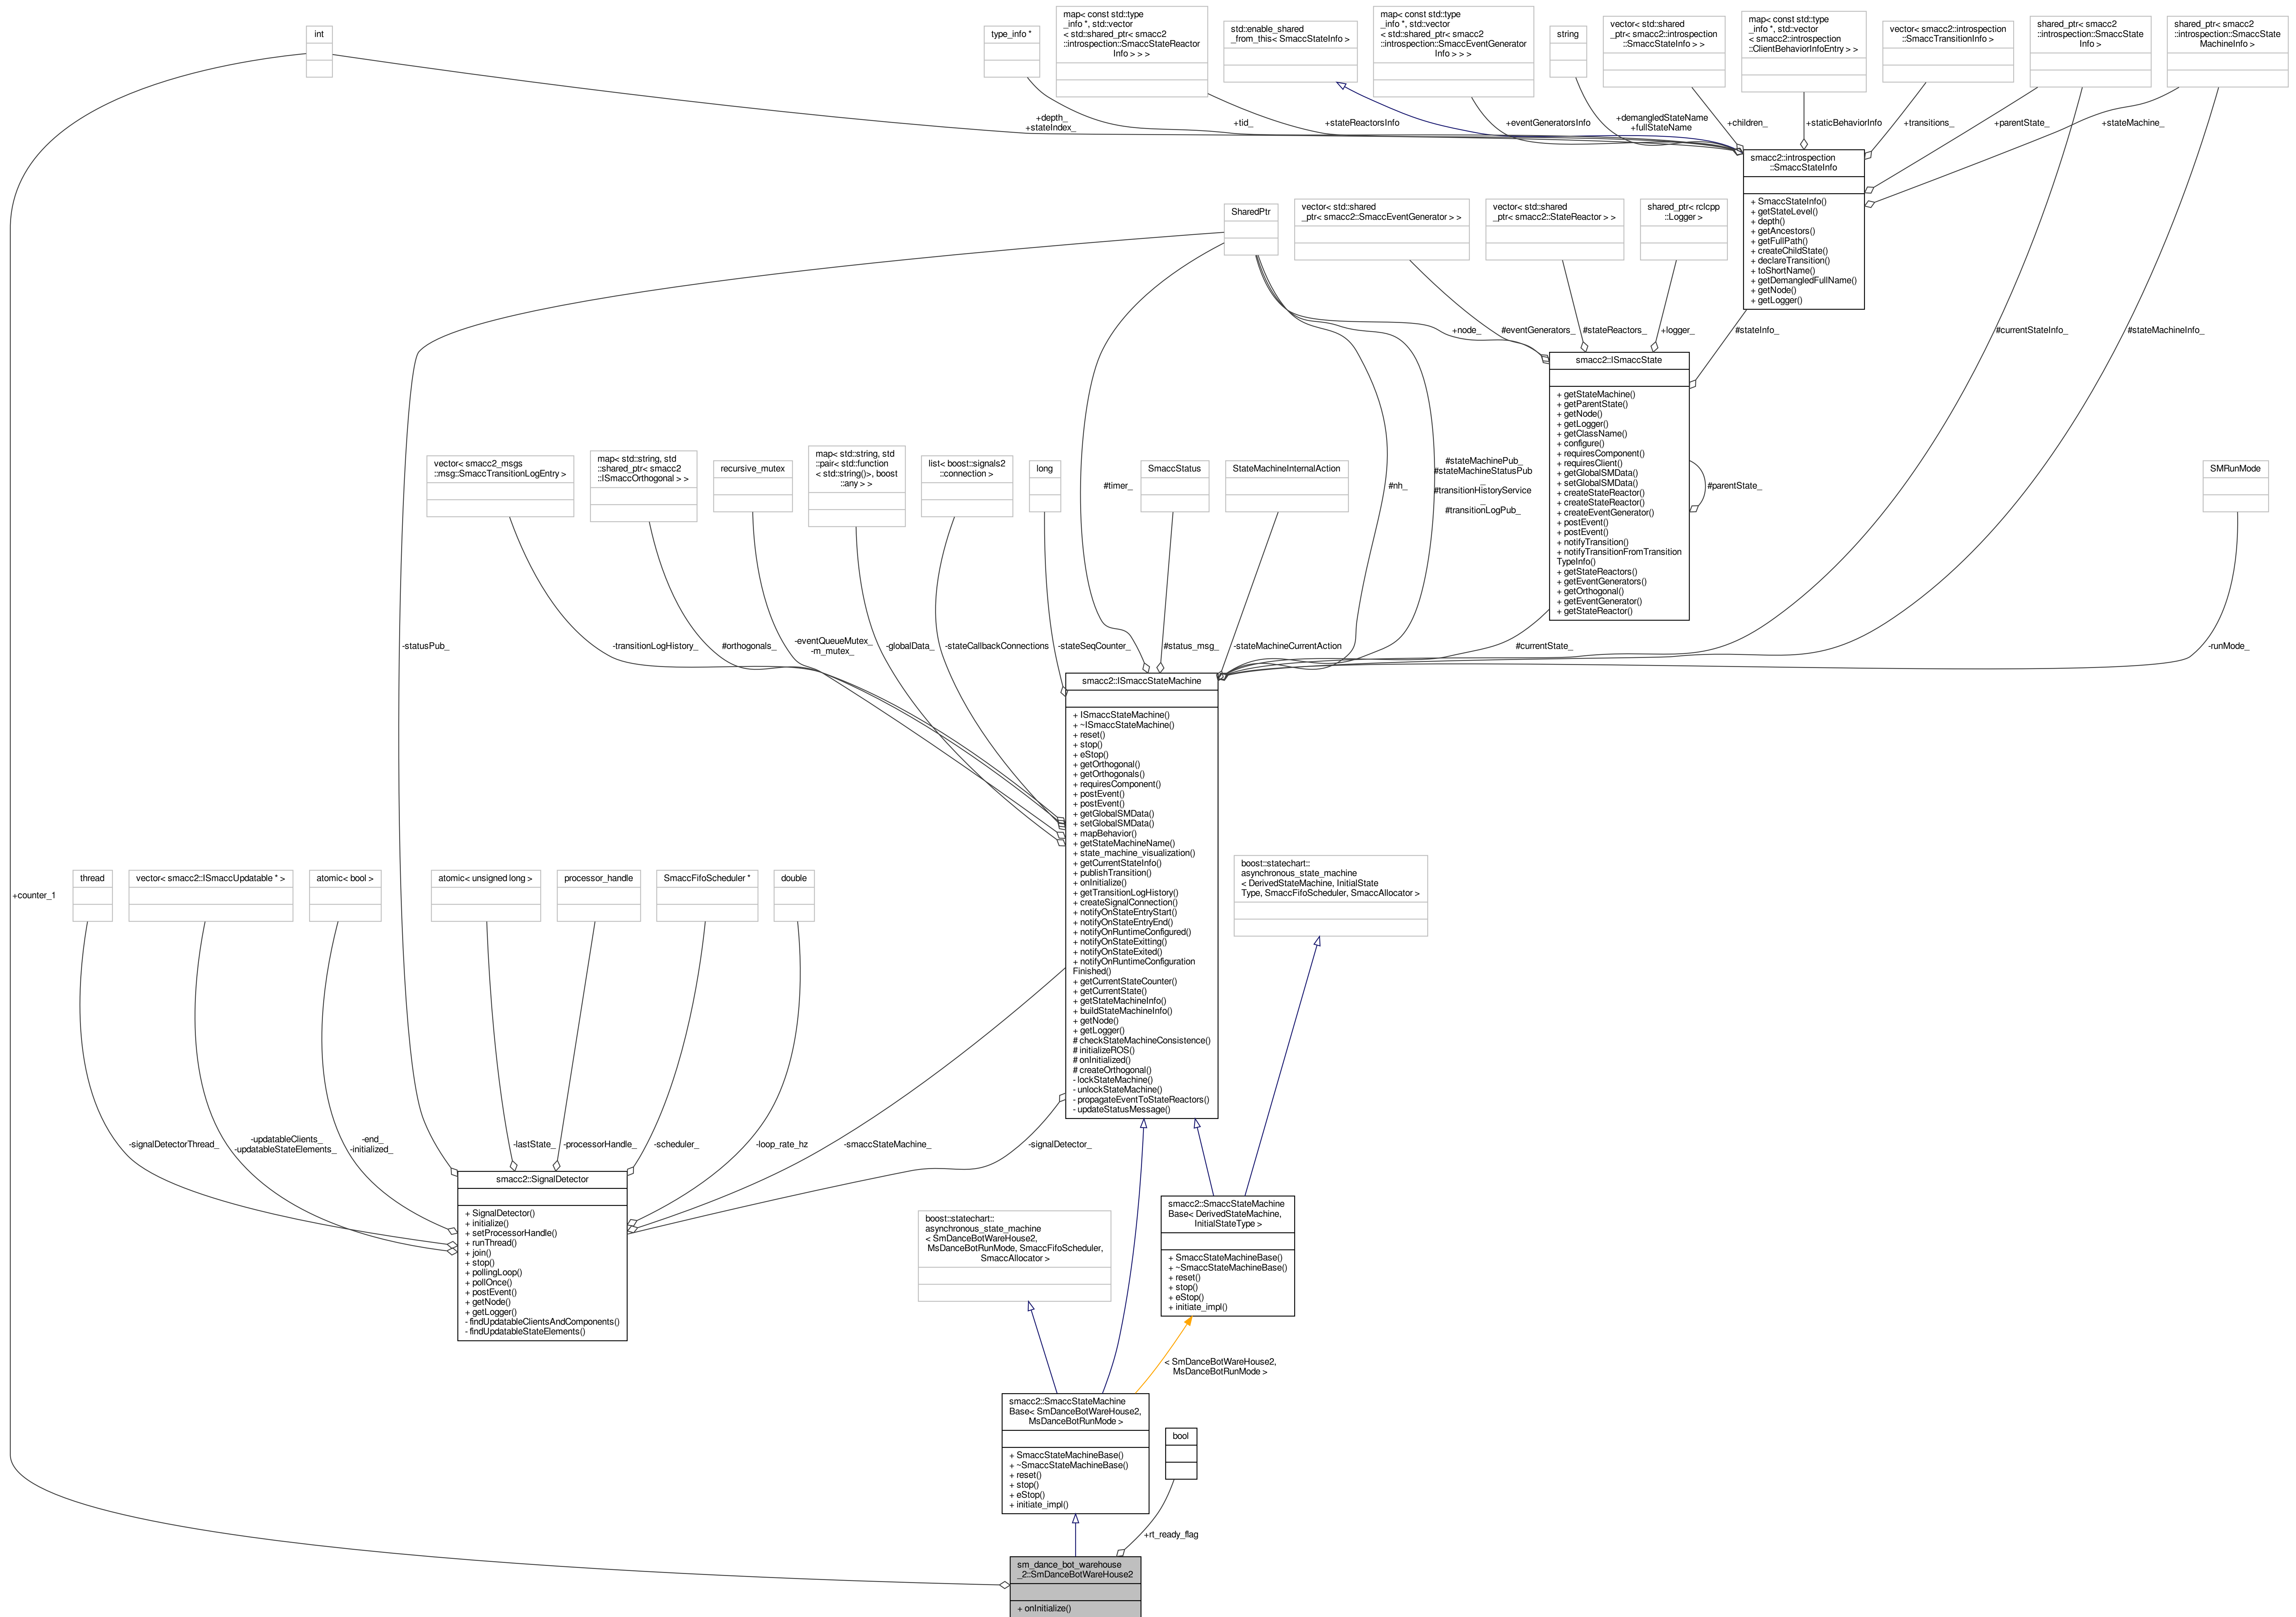 int
type_info *
map< const std::type
_info *, std::vector
< std::shared_ptr< smacc2
::introspection::SmaccStateReactor
Info > > >
std::enable_shared
_from_this< SmaccStateInfo >
map< const std::type
_info *, std::vector
< std::shared_ptr< smacc2
::introspection::SmaccEventGenerator
Info > > >
string
vector< std::shared
_ptr< smacc2::introspection
::SmaccStateInfo > >
map< const std::type
_info *, std::vector
< smacc2::introspection
::ClientBehaviorInfoEntry > >
vector< smacc2::introspection
::SmaccTransitionInfo >
shared_ptr< smacc2
::introspection::SmaccState
Info >
shared_ptr< smacc2
::introspection::SmaccState
MachineInfo >
+depth_
+stateIndex_
+tid_
+stateReactorsInfo
+eventGeneratorsInfo
+demangledStateName
+fullStateName
+children_
+staticBehaviorInfo
+transitions_
+parentState_
+stateMachine_
smacc2::introspection
::SmaccStateInfo
+ SmaccStateInfo()
+ getStateLevel()
+ depth()
+ getAncestors()
+ getFullPath()
+ createChildState()
+ declareTransition()
+ toShortName()
+ getDemangledFullName()
+ getNode()
+ getLogger()
SharedPtr
vector< std::shared
_ptr< smacc2::SmaccEventGenerator > >
vector< std::shared
_ptr< smacc2::StateReactor > >
shared_ptr< rclcpp
::Logger >
+node_
#eventGenerators_
#stateReactors_
+logger_
#stateInfo_
#currentStateInfo_
#stateMachineInfo_
smacc2::ISmaccState
+ getStateMachine()
+ getParentState()
+ getNode()
+ getLogger()
+ getClassName()
+ configure()
+ requiresComponent()
+ requiresClient()
+ getGlobalSMData()
+ setGlobalSMData()
+ createStateReactor()
+ createStateReactor()
+ createEventGenerator()
+ postEvent()
+ postEvent()
+ notifyTransition()
+ notifyTransitionFromTransition
TypeInfo()
+ getStateReactors()
+ getEventGenerators()
+ getOrthogonal()
+ getEventGenerator()
+ getStateReactor()
#parentState_
vector< smacc2_msgs
::msg::SmaccTransitionLogEntry >
map< std::string, std
::shared_ptr< smacc2
::ISmaccOrthogonal > >
recursive_mutex
map< std::string, std
::pair< std::function
< std::string()>, boost
::any > >
list< boost::signals2
::connection >
long
SmaccStatus
StateMachineInternalAction
SMRunMode
#timer_
#nh_
#stateMachinePub_
#stateMachineStatusPub
_
#transitionHistoryService
_
#transitionLogPub_
-statusPub_
-transitionLogHistory_
#orthogonals_
-eventQueueMutex_
-m_mutex_
-globalData_
-stateCallbackConnections
-stateSeqCounter_
#status_msg_
-stateMachineCurrentAction
#currentState_
-runMode_
smacc2::ISmaccStateMachine
+ ISmaccStateMachine()
+ ~ISmaccStateMachine()
+ reset()
+ stop()
+ eStop()
+ getOrthogonal()
+ getOrthogonals()
+ requiresComponent()
+ postEvent()
+ postEvent()
+ getGlobalSMData()
+ setGlobalSMData()
+ mapBehavior()
+ getStateMachineName()
+ state_machine_visualization()
+ getCurrentStateInfo()
+ publishTransition()
+ onInitialize()
+ getTransitionLogHistory()
+ createSignalConnection()
+ notifyOnStateEntryStart()
+ notifyOnStateEntryEnd()
+ notifyOnRuntimeConfigured()
+ notifyOnStateExitting()
+ notifyOnStateExited()
+ notifyOnRuntimeConfiguration
Finished()
+ getCurrentStateCounter()
+ getCurrentState()
+ getStateMachineInfo()
+ buildStateMachineInfo()
+ getNode()
+ getLogger()
# checkStateMachineConsistence()
# initializeROS()
# onInitialized()
# createOrthogonal()
- lockStateMachine()
- unlockStateMachine()
- propagateEventToStateReactors()
- updateStatusMessage()
+counter_1
thread
vector< smacc2::ISmaccUpdatable * >
atomic< bool >
atomic< unsigned long >
processor_handle
SmaccFifoScheduler *
double
boost::statechart::
asynchronous_state_machine
< DerivedStateMachine, InitialState
Type, SmaccFifoScheduler, SmaccAllocator >
-signalDetectorThread_
-updatableClients_
-updatableStateElements_
-end_
-initialized_
-lastState_
-processorHandle_
-scheduler_
-loop_rate_hz
-smaccStateMachine_
-signalDetector_
smacc2::SignalDetector
+ SignalDetector()
+ initialize()
+ setProcessorHandle()
+ runThread()
+ join()
+ stop()
+ pollingLoop()
+ pollOnce()
+ postEvent()
+ getNode()
+ getLogger()
- findUpdatableClientsAndComponents()
- findUpdatableStateElements()
boost::statechart::
asynchronous_state_machine
< SmDanceBotWareHouse2,
MsDanceBotRunMode, SmaccFifoScheduler,
SmaccAllocator >
smacc2::SmaccStateMachine
Base< DerivedStateMachine,
InitialStateType >
+ SmaccStateMachineBase()
+ ~SmaccStateMachineBase()
+ reset()
+ stop()
+ eStop()
+ initiate_impl()
< SmDanceBotWareHouse2,
MsDanceBotRunMode >
smacc2::SmaccStateMachine
Base< SmDanceBotWareHouse2,
MsDanceBotRunMode >
+ SmaccStateMachineBase()
+ ~SmaccStateMachineBase()
+ reset()
+ stop()
+ eStop()
+ initiate_impl()
bool
+rt_ready_flag
sm_dance_bot_warehouse
_2::SmDanceBotWareHouse2
+ onInitialize()